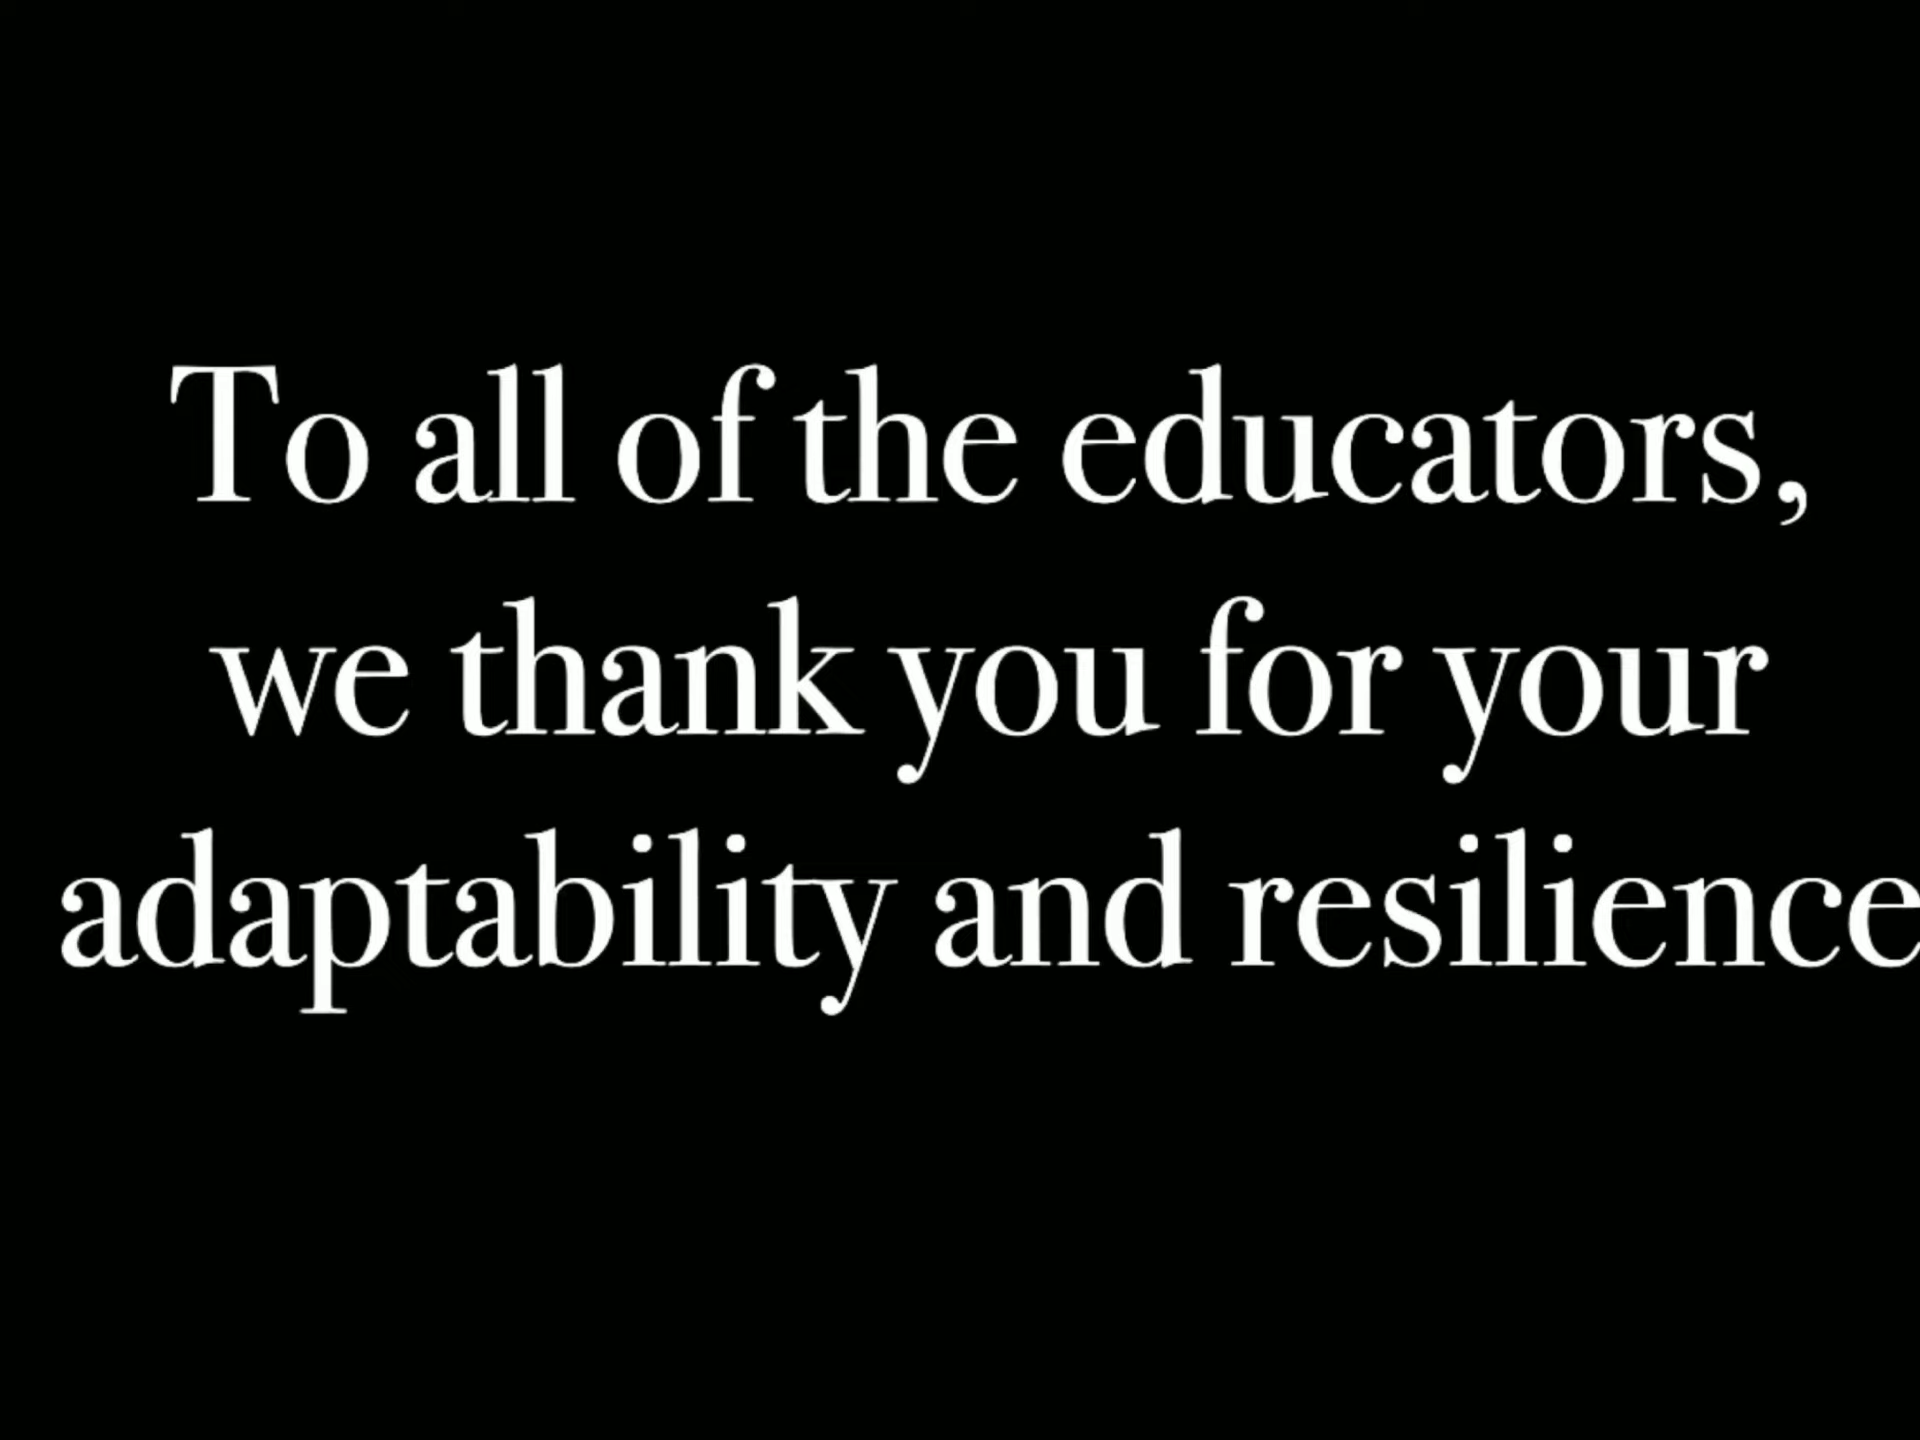 To all of the educators,
we thank you for your
adaptability and resilience